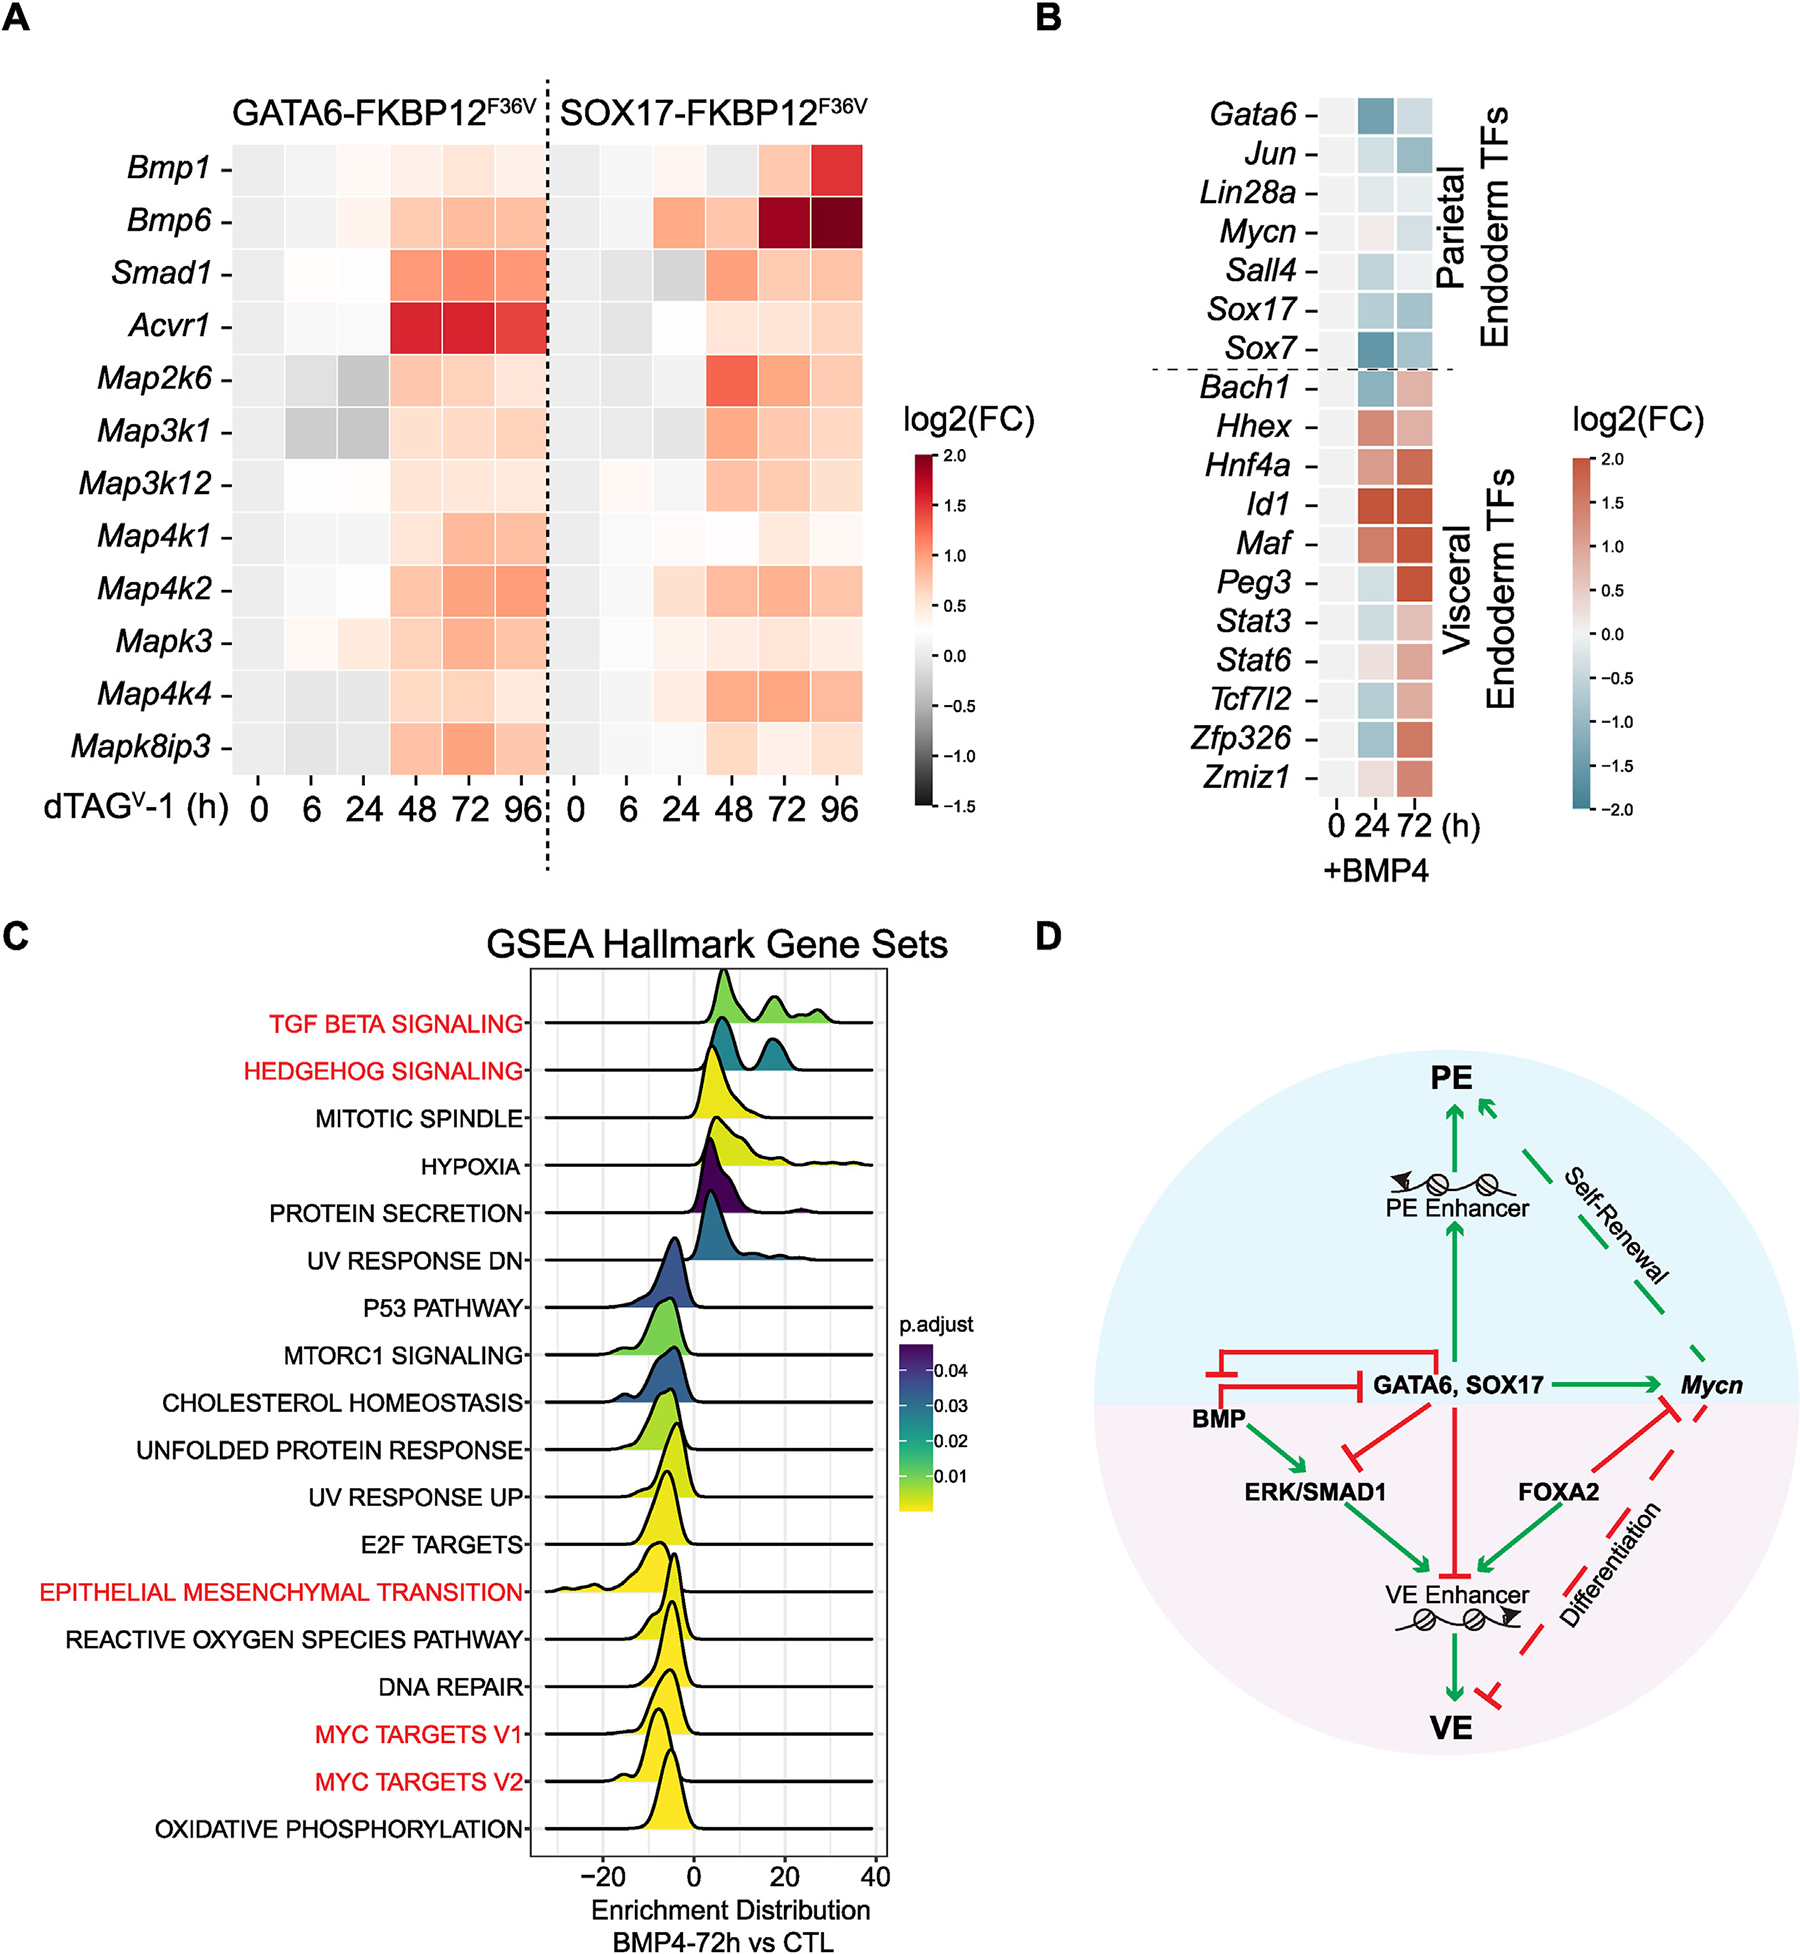 A
GATA6-FKBP12F36V
SOX17-FKBP12F36V
Bmp1
Bmp6
Smad1
Acvr1
Map2k6
Map3k1
Map3k12
Map4k1
Map4k2
Mapk3
Map4k4
Mapk8ip3
dTAGV-1 (h)
0 6 24 48 72 96 0 6 24 48 72 96
log2(FC)
2.0
1.5
1.0
0.5
0.0
−0.5
−1.0
−1.5
B
Gata6
Jun
Lin28a
Mycn
Sall4
Sox17
Sox7
Bach1
Hhex
Hnf4a
Id1
Maf
Peg3
Stat3
Stat6
Tcf7l2
Zfp326
Zmiz1
0 24 72 (h)
+BMP4
Parietal
Endoderm TFs
Visceral
Endoderm TFs
log2(FC)
2.0
1.5
1.0
0.5
0.0
−0.5
−1.0
−1.5
−2.0
C
GSEA Hallmark Gene Sets
TGF BETA SIGNALING
HEDGEHOG SIGNALING
MITOTIC SPINDLE
HYPOXIA
PROTEIN SECRETION
UV RESPONSE DN
P53 PATHWAY
MTORC1 SIGNALING
CHOLESTEROL HOMEOSTASIS
UNFOLDED PROTEIN RESPONSE
UV RESPONSE UP
E2F TARGETS
EPITHELIAL MESENCHYMAL TRANSITION
REACTIVE OXYGEN SPECIES PATHWAY
DNA REPAIR
MYC TARGETS V1
MYC TARGETS V2
OXIDATIVE PHOSPHORYLATION
−20 0 20 40
Enrichment Distribution
BMP4-72h vs CTL
p.adjust
0.04
0.03
0.02
0.01
D
PE
PE Enhancer
Self-Renewal
GATA6, SOX17
Mycn
BMP
ERK/SMAD1
FOXA2
VE Enhancer
Differentiation
VE